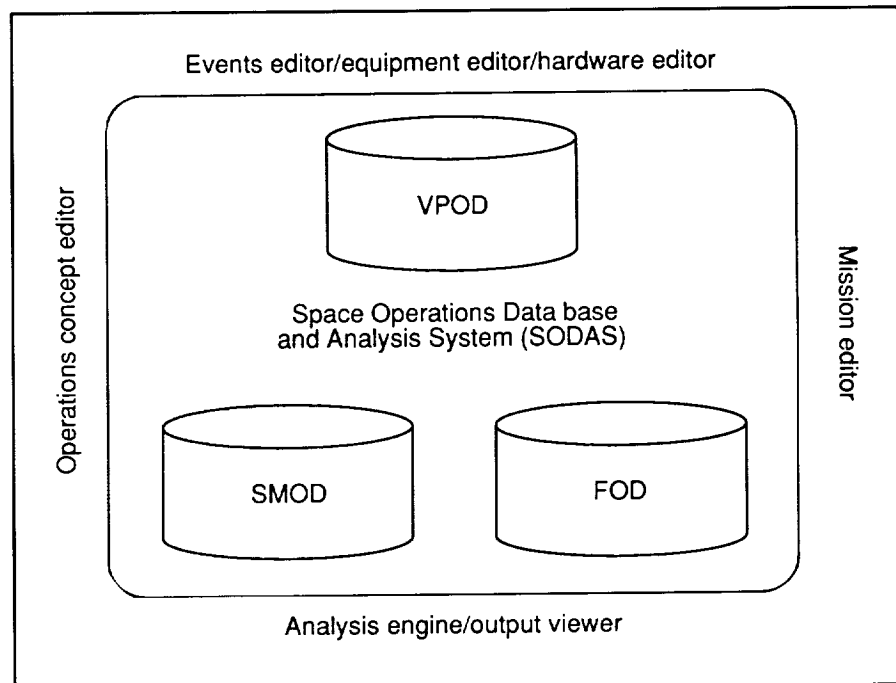 Events editor/equipment editor/hardware editor
Operations concept editor
VPOD
Space Operations Data base
and Analysis System (SODAS)
Mission editor
SMOD
FOD
Analysis engine/output viewer